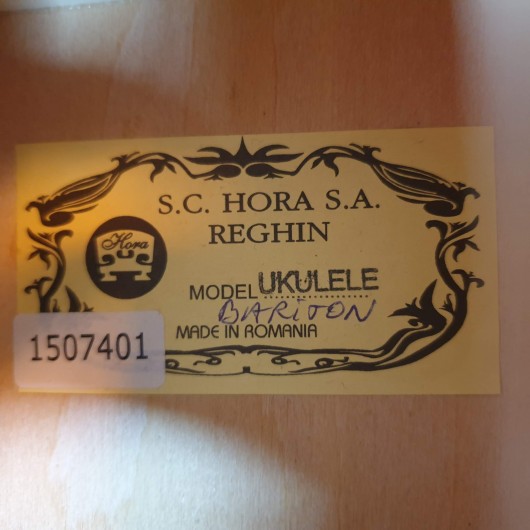 S.C. HORA S.A.
REGHIN
Hora
MODEL UKULELE
BARITON
MADE IN ROMANIA
1507401